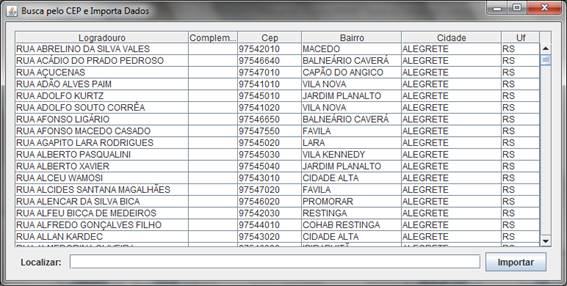 Busca pelo CEP e Importa Dados
Logradouro Complem... Cep Bairro Cidade Uf
RUA ABRELINO DA SILVA VALES 97542010 MACEDO ALEGRETE RS
RUA ACÁDIO DO PRADO PEDROSO 97546640 BALNEÁRIO CAVERÁ ALEGRETE RS
RUA AÇUCENAS 97547010 CAPÃO DO ANGICO ALEGRETE RS
RUA ADÃO ALVES PAIM 97541010 VILA NOVA ALEGRETE RS
RUA ADOLFO KURTZ 97545010 JARDIM PLANALTO ALEGRETE RS
RUA ADOLFO SOUTO CORRÊA 97541020 VILA NOVA ALEGRETE RS
RUA AFONSO LIGÁRIO 97546650 BALNEÁRIO CAVERÁ ALEGRETE RS
RUA AFONSO MACEDO CASADO 97547550 FAVILA ALEGRETE RS
RUA AGAPITO LARA RODRIGUES 97545020 LARA ALEGRETE RS
RUA ALBERTO PASQUALINI 97545030 VILA KENNEDY ALEGRETE RS
RUA ALBERTO XAVIER 97545040 JARDIM PLANALTO ALEGRETE RS
RUA ALCEU WAMOSI 97543010 CIDADE ALTA ALEGRETE RS
RUA ALCIDES SANTANA MAGALHÃES 97547020 FAVILA ALEGRETE RS
RUA ALENCAR DA SILVA BICA 97546020 PROMORAR ALEGRETE RS
RUA ALFEU BICCA DE MEDEIROS 97542030 RESTINGA ALEGRETE RS
RUA ALFREDO GONÇALVES FILHO 97544010 COHAB RESTINGA ALEGRETE RS
RUA ALLAN KARDEC 97543020 CIDADE ALTA ALEGRETE RS
Localizar: Importar